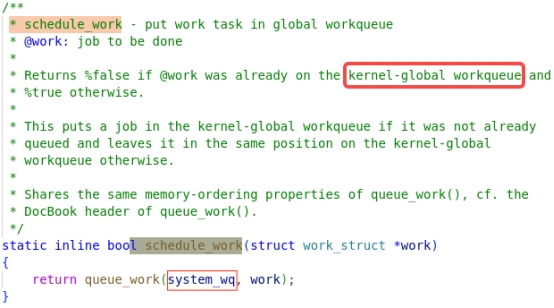 /**
 * schedule_work - put work task in global workqueue
 * @work: job to be done
 *
 * Returns %false if @work was already on the kernel-global workqueue and
 * %true otherwise.
 *
 * This puts a job in the kernel-global workqueue if it was not already
 * queued and leaves it in the same position on the kernel-global
 * workqueue otherwise.
 *
 * Shares the same memory-ordering properties of queue_work(), cf. the
 * DocBook header of queue_work().
 */
static inline bool schedule_work(struct work_struct *work)
{
    return queue_work(system_wq, work);
}